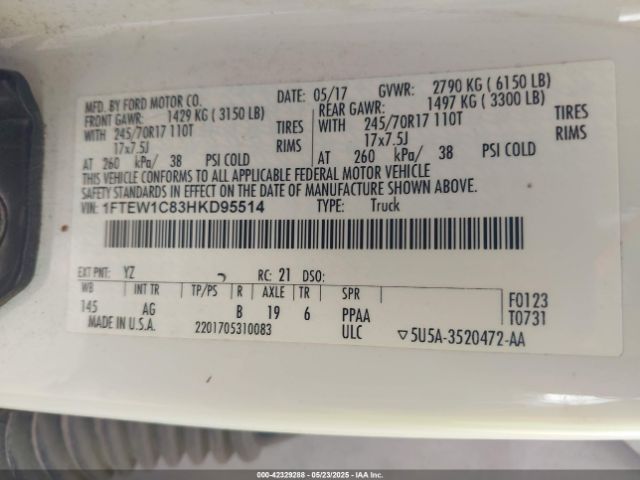 MFD. BY FORD MOTOR CO. DATE: 05/17 GVWR: 2790 KG ( 6150 LB)
FRONT GAWR: 1429 KG ( 3150 LB) REAR GAWR: 1497 KG ( 3300 LB)
WITH 245/70R17 110T TIRES WITH 245/70R17 110T TIRES
17x7.5J RIMS 17x7.5J RIMS
AT 260 kPa/ 38 PSI COLD AT 260 kPa/ 38 PSI COLD
THIS VEHICLE CONFORMS TO ALL APPLICABLE FEDERAL MOTOR VEHICLE
SAFETY STANDARDS IN EFFECT ON THE DATE OF MANUFACTURE SHOWN ABOVE.
VIN: 1FTEW1C83HKD95514 TYPE: Truck
EXT PNT: YZ RC: 21 DSO:
WB INT TR TP/PS R AXLE TR SPR
145 AG B 19 6 PPAA
F0123
T0731
MADE IN U.S.A. 2201705310083 ULC ▽5U5A-3520472-AA
000-42329288 — 05/23/2025 — IAA, Inc.